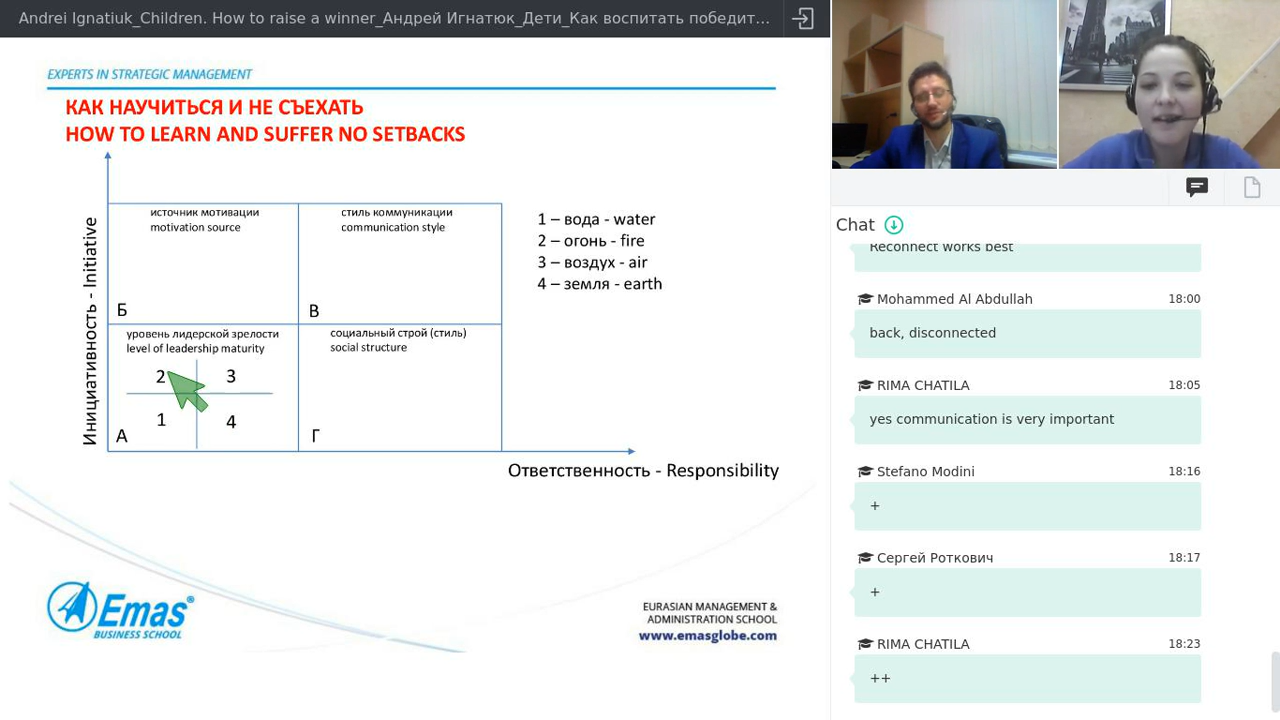 Andrei Ignatiuk_Children. How to raise a winner_Андрей Игнатюк_Дети_Как воспитать победит...
EXPERTS IN STRATEGIC MANAGEMENT
КАК НАУЧИТЬСЯ И НЕ СЪЕХАТЬ
HOW TO LEARN AND SUFFER NO SETBACKS
Инициативность - Initiative
источник мотивации
motivation source
Б
стиль коммуникации
communication style
В
уровень лидерской зрелости
level of leadership maturity
2
3
1
4
А
социальный строй (стиль)
social structure
Г
Ответственность - Responsibility
1 – вода - water
2 – огонь - fire
3 – воздух - air
4 – земля - earth
Emas®
BUSINESS SCHOOL
EURASIAN MANAGEMENT &
ADMINISTRATION SCHOOL
www.emasglobe.com
Chat
Reconnect works best
Mohammed Al Abdullah 18:00
back, disconnected
RIMA CHATILA 18:05
yes communication is very important
Stefano Modini 18:16
+
Сергей Роткович 18:17
+
RIMA CHATILA 18:23
++